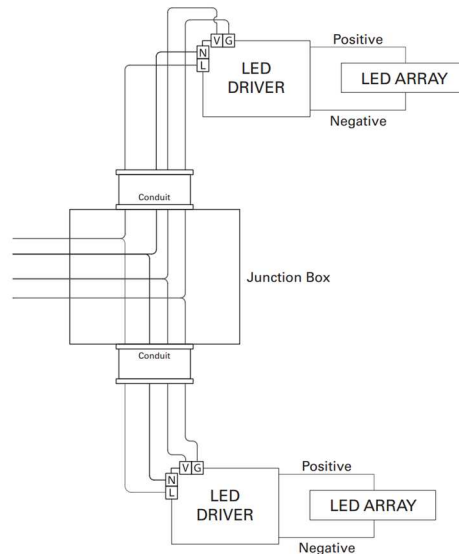 V G
N
L
LED
DRIVER
Positive
LED ARRAY
Negative
Conduit
Junction Box
Conduit
V G
N
L
LED
DRIVER
Positive
LED ARRAY
Negative